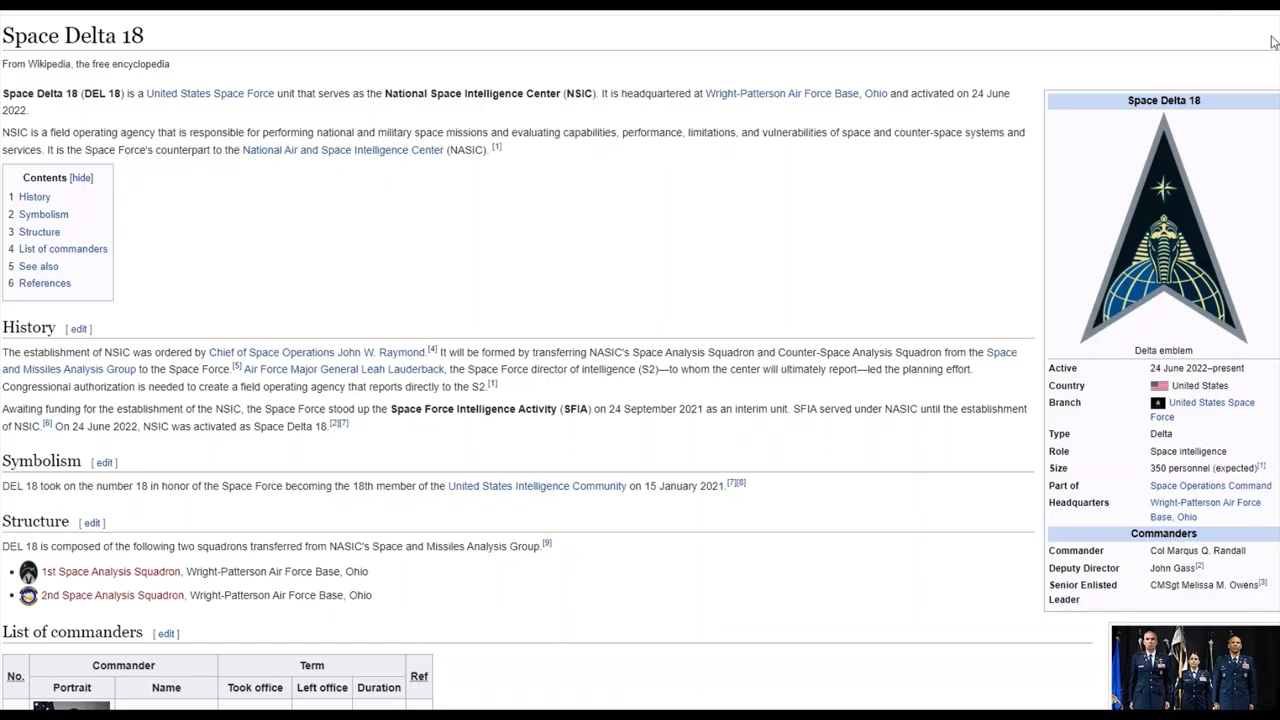 Space Delta 18
From Wikipedia, the free encyclopedia
Space Delta 18 (DEL 18) is a United States Space Force unit that serves as the National Space Intelligence Center (NSIC). It is headquartered at Wright-Patterson Air Force Base, Ohio and activated on 24 June
2022.
NSIC is a field operating agency that is responsible for performing national and military space missions and evaluating capabilities, performance, limitations, and vulnerabilities of space and counter-space systems and
services. It is the Space Force's counterpart to the National Air and Space Intelligence Center (NASIC). [1]
Contents [hide]
1 History
2 Symbolism
3 Structure
4 List of commanders
5 See also
6 References
History [ edit ]
The establishment of NSIC was ordered by Chief of Space Operations John W. Raymond.[4] It will be formed by transferring NASIC's Space Analysis Squadron and Counter-Space Analysis Squadron from the Space
and Missiles Analysis Group to the Space Force.[5] Air Force Major General Leah Lauderback, the Space Force director of intelligence (S2)—to whom the center will ultimately report—led the planning effort.
Congressional authorization is needed to create a field operating agency that reports directly to the S2.[1]
Awaiting funding for the establishment of the NSIC, the Space Force stood up the Space Force Intelligence Activity (SFIA) on 24 September 2021 as an interim unit. SFIA served under NASIC until the establishment
of NSIC.[6] On 24 June 2022, NSIC was activated as Space Delta 18.[2][7]
Symbolism [ edit ]
DEL 18 took on the number 18 in honor of the Space Force becoming the 18th member of the United States Intelligence Community on 15 January 2021.[7][8]
Structure [ edit ]
DEL 18 is composed of the following two squadrons transferred from NASIC's Space and Missiles Analysis Group.[9]
• 1st Space Analysis Squadron, Wright-Patterson Air Force Base, Ohio
• 2nd Space Analysis Squadron, Wright-Patterson Air Force Base, Ohio
List of commanders [ edit ]
No. Commander Term Ref
Portrait Name Took office Left office Duration
Space Delta 18
Delta emblem
Active 24 June 2022–present
Country United States
Branch United States Space
Force
Type Delta
Role Space intelligence
Size 350 personnel (expected)[1]
Part of Space Operations Command
Headquarters Wright-Patterson Air Force
Base, Ohio
Commanders
Commander Col Marqus Q. Randall
Deputy Director John Gass[2]
Senior Enlisted CMSgt Melissa M. Owens[3]
Leader